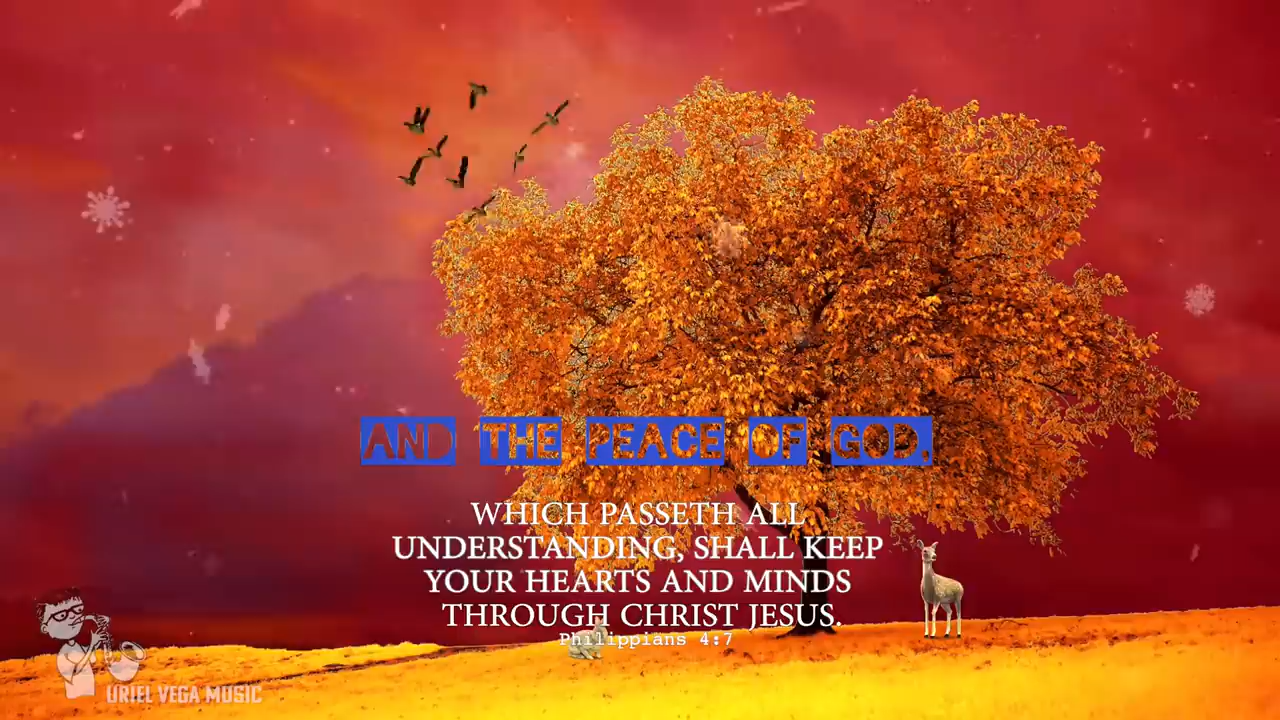 AND THE PEACE OF GOD,
WHICH PASSETH ALL
UNDERSTANDING, SHALL KEEP
YOUR HEARTS AND MINDS
THROUGH CHRIST JESUS.
Philippians 4:7
URIEL VEGA MUSIC